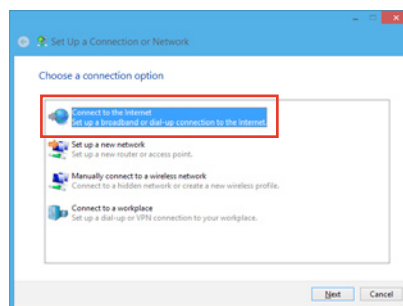 Set Up a Connection or Network
Choose a connection option
Connect to the Internet
Set up a broadband or dial-up connection to the Internet.
Set up a new network
Set up a new router or access point.
Manually connect to a wireless network
Connect to a hidden network or create a new wireless profile.
Connect to a workplace
Set up a dial-up or VPN connection to your workplace.
Next Cancel